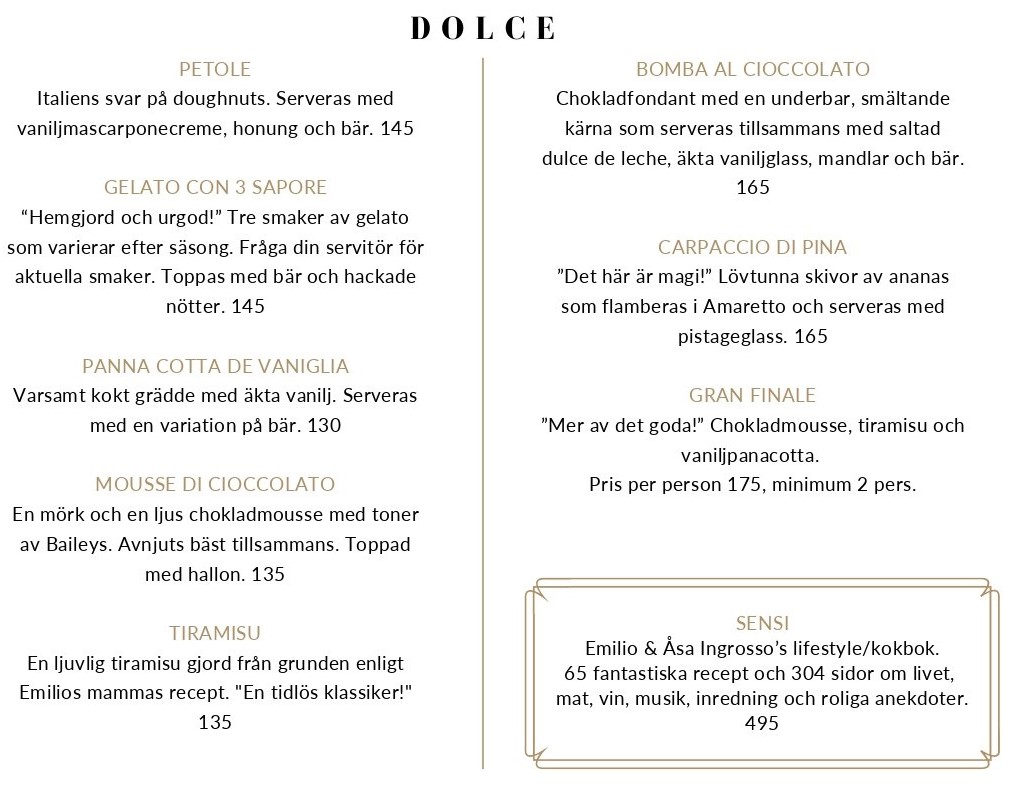 DOLCE
PETOLE
Italiens svar på doughnuts. Serveras med
vaniljmascarponecreme, honung och bär. 145
GELATO CON 3 SAPORE
“Hemgjord och urgod!” Tre smaker av gelato
som varierar efter säsong. Fråga din servitör för
aktuella smaker. Toppas med bär och hackade
nötter. 145
PANNA COTTA DE VANIGLIA
Varsamt kokt grädde med äkta vanilj. Serveras
med en variation på bär. 130
MOUSSE DI CIOCCOLATO
En mörk och en ljus chokladmousse med toner
av Baileys. Avnjuts bäst tillsammans. Toppad
med hallon. 135
TIRAMISU
En ljuvlig tiramisu gjord från grunden enligt
Emilios mammas recept. "En tidlös klassiker!"
135
BOMBA AL CIOCCOLATO
Chokladfondant med en underbar, smältande
kärna som serveras tillsammans med saltad
dulce de leche, äkta vaniljglass, mandlar och bär.
165
CARPACCIO DI PINA
”Det här är magi!” Lövtunna skivor av ananas
som flamberas i Amaretto och serveras med
pistageglass. 165
GRAN FINALE
”Mer av det goda!” Chokladmousse, tiramisu och
vaniljpanacotta.
Pris per person 175, minimum 2 pers.
SENSI
Emilio & Åsa Ingrosso’s lifestyle/kokbok.
65 fantastiska recept och 304 sidor om livet,
mat, vin, musik, inredning och roliga anekdoter.
495